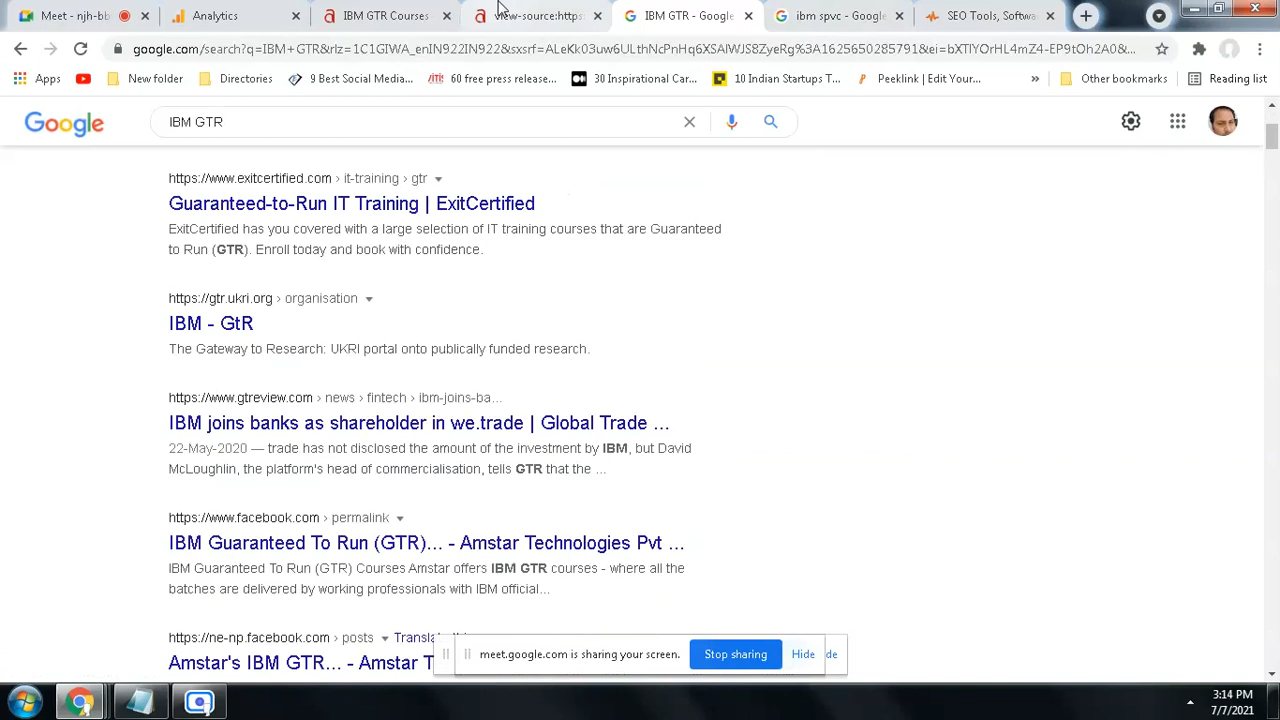 Meet - njh-bb
Analytics
IBM GTR Courses
view-source:https
IBM GTR - Google
ibm spvc - Google
SEO Tools, Softwa
google.com/search?q=IBM+GTR&rlz=1C1GIWA_enIN922IN922&sxsrf=ALeKk03uw6ULthNcPnHq6XSAlWJS8ZyeRg%3A1625650285791&ei=bXTlYOrHL4mZ4-EP9tOh2A0&...
Apps
New folder
Directories
9 Best Social Media...
60 free press release...
30 Inspirational Car...
10 Indian Startups T...
Peeklink | Edit Your...
»
Other bookmarks
Reading list
Google
IBM GTR
https://www.exitcertified.com › it-training › gtr
Guaranteed-to-Run IT Training | ExitCertified
ExitCertified has you covered with a large selection of IT training courses that are Guaranteed
to Run (GTR). Enroll today and book with confidence.
https://gtr.ukri.org › organisation
IBM - GtR
The Gateway to Research: UKRI portal onto publically funded research.
https://www.gtreview.com › news › fintech › ibm-joins-ba...
IBM joins banks as shareholder in we.trade | Global Trade ...
22-May-2020 — trade has not disclosed the amount of the investment by IBM, but David
McLoughlin, the platform's head of commercialisation, tells GTR that the ...
https://www.facebook.com › permalink
IBM Guaranteed To Run (GTR)... - Amstar Technologies Pvt ...
IBM Guaranteed To Run (GTR) Courses Amstar offers IBM GTR courses - where all the
batches are delivered by working professionals with IBM official...
https://ne-np.facebook.com › posts
Amstar's IBM GTR... - Amstar T
meet.google.com is sharing your screen.
Stop sharing
Hide
de
3:14 PM
7/7/2021